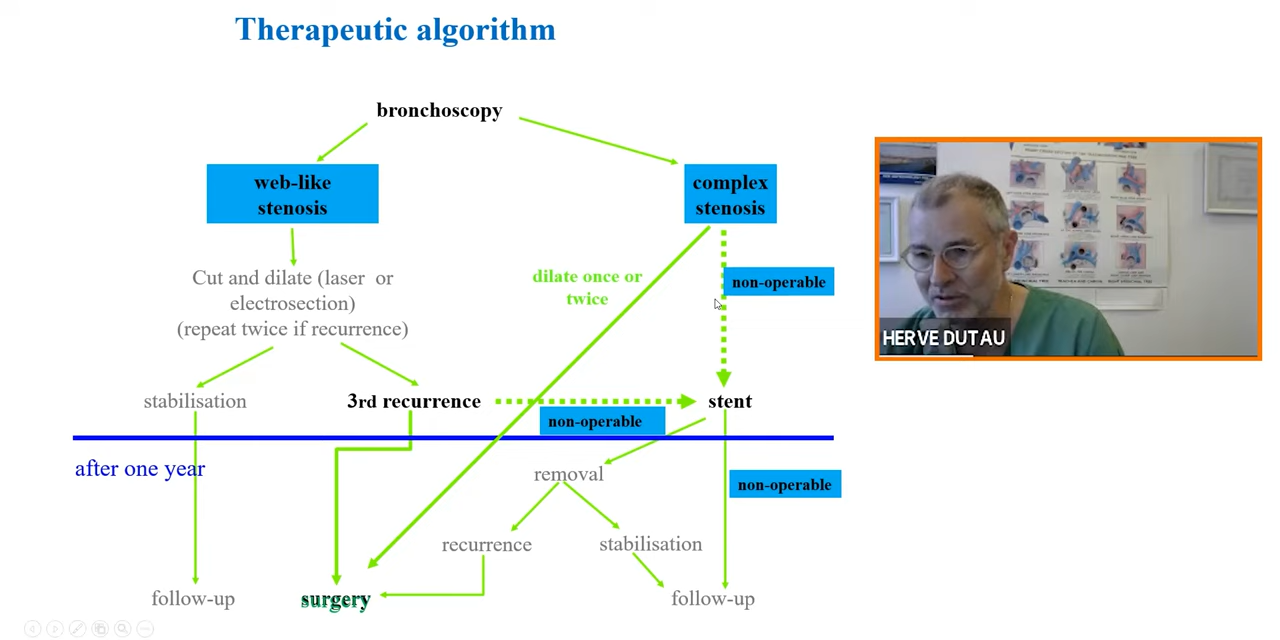 Therapeutic algorithm
bronchoscopy
web-like
stenosis
complex
stenosis
Cut and dilate (laser or
electrosection)
(repeat twice if recurrence)
dilate once or
twice
non-operable
HERVE DUTAU
stabilisation
3rd recurrence
non-operable
stent
after one year
removal
non-operable
recurrence
stabilisation
follow-up
surgery
follow-up